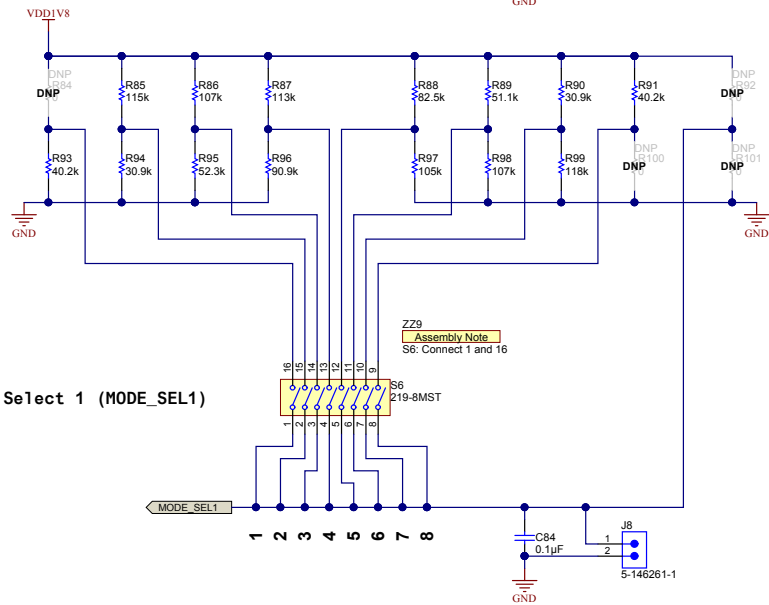 GND
VDD1V8
DNP
R84
0
DNP
R85
115k
R86
107k
R87
113k
R88
82.5k
R89
51.1k
R90
30.9k
R91
40.2k
DNP
R92
0
DNP
R93
40.2k
R94
30.9k
R95
52.3k
R96
90.9k
R97
105k
R98
107k
R99
118k
DNP
R100
0
DNP
DNP
R101
0
DNP
GND
GND
ZZ9
Assembly Note
S6: Connect 1 and 16
16 15 14 13 12 11 10 9
S6
219-8MST
Select 1 (MODE_SEL1)
1 2 3 4 5 6 7 8
MODE_SEL1
1 2 3 4 5 6 7 8
C84
0.1µF
GND
J8
1
2
5-146261-1